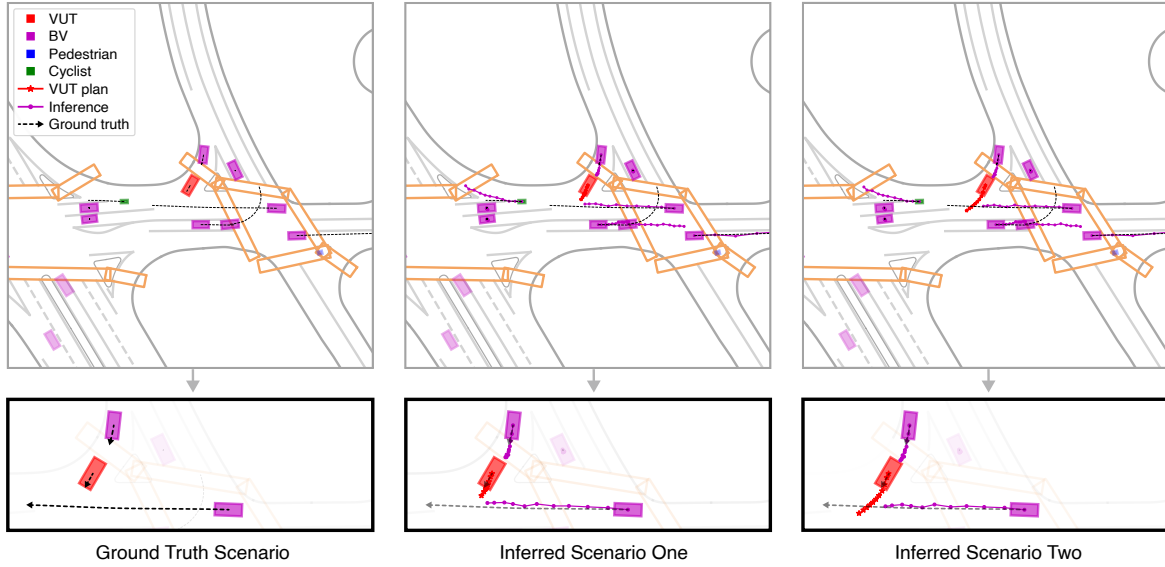 VUT
BV
Pedestrian
Cyclist
VUT plan
Inference
Ground truth
Ground Truth Scenario
Inferred Scenario One
Inferred Scenario Two